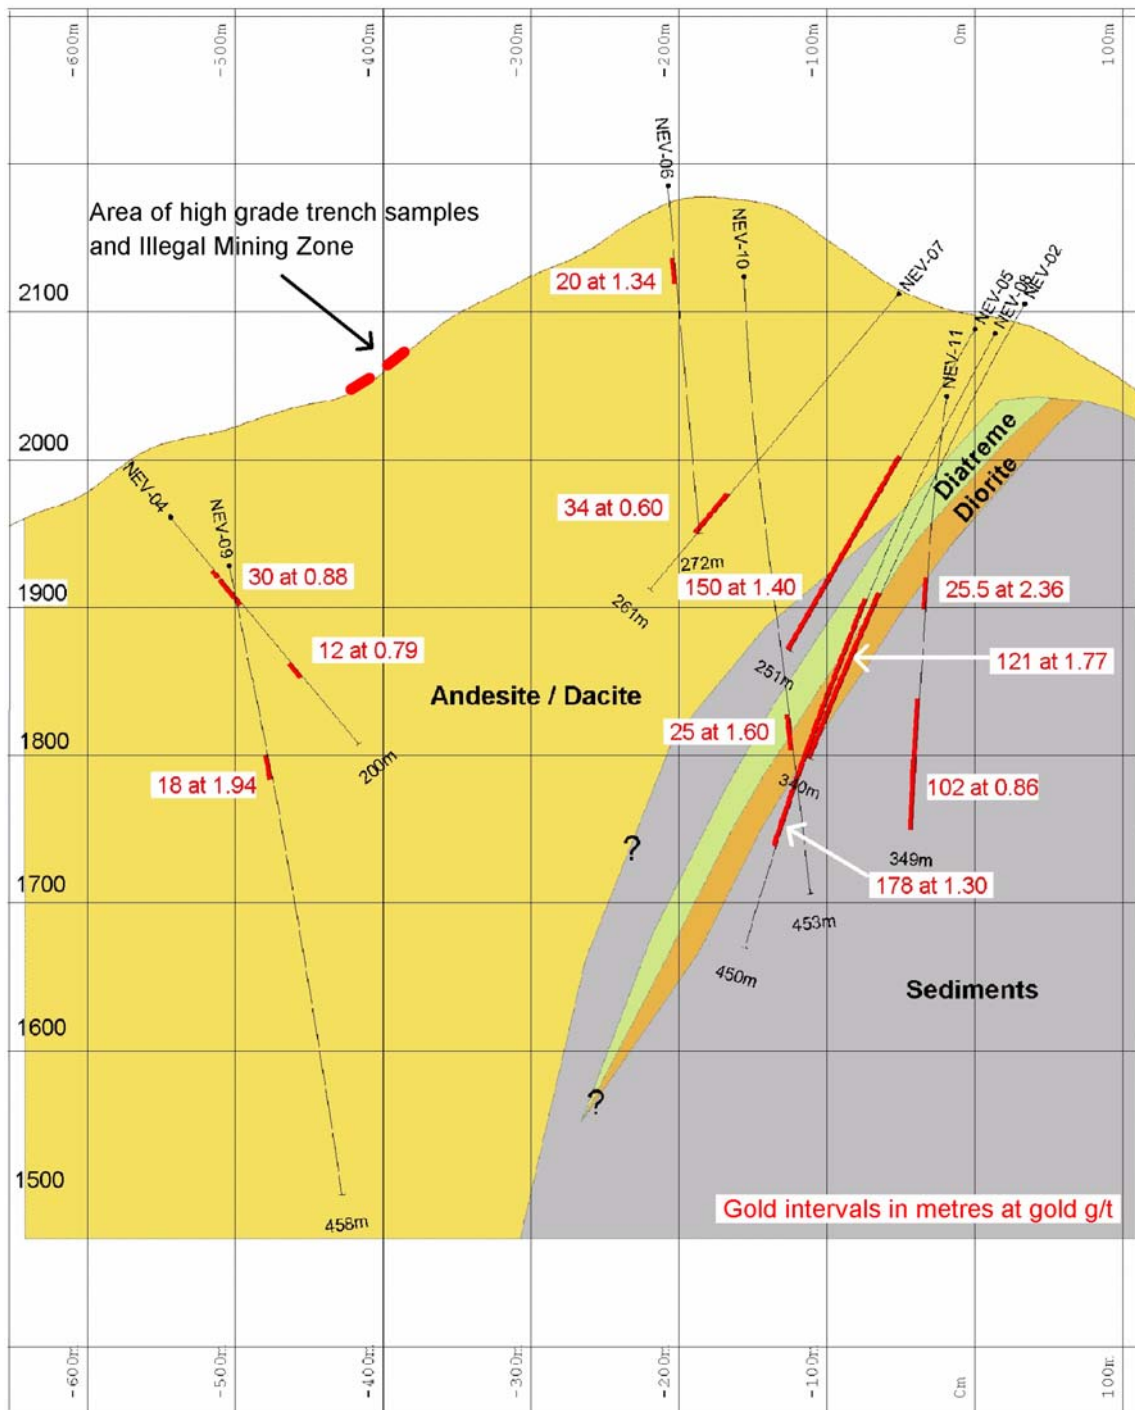 -600m
-500m
-400m
-300m
-200m
-100m
0m
100m
NEV-06
NEV-10
NEV-07
NEV-05
NEV-08
NEV-02
NEV-11
Area of high grade trench samples
and Illegal Mining Zone
20 at 1.34
2100
2000
Diatreme
Diorite
NEV-04
NEV-09
34 at 0.60
272m
261m
150 at 1.40
25.5 at 2.36
30 at 0.88
1900
12 at 0.79
121 at 1.77
251m
Andesite / Dacite
25 at 1.60
1800
200m
18 at 1.94
340m
102 at 0.86
?
349m
178 at 1.30
1700
453m
450m
Sediments
1600
?
1500
458m
Gold intervals in metres at gold g/t
-600m
-500m
-400m
-300m
-200m
-100m
Cm
100m